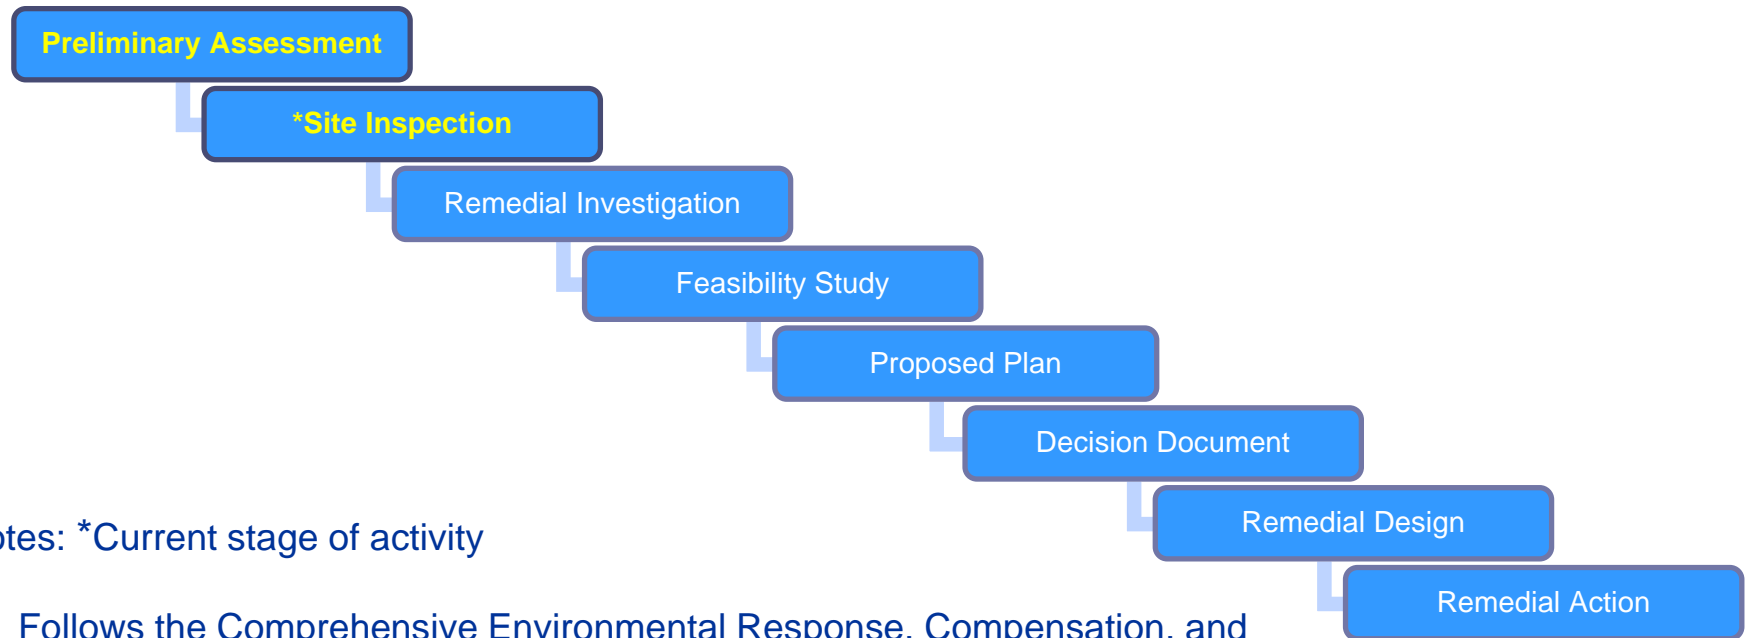 Preliminary Assessment
*Site Inspection
Remedial Investigation
Feasibility Study
Proposed Plan
Decision Document
Remedial Design
otes: *Current stage of activity
Remedial Action
Follows the Comprehensive Environmental Response, Compensation, and